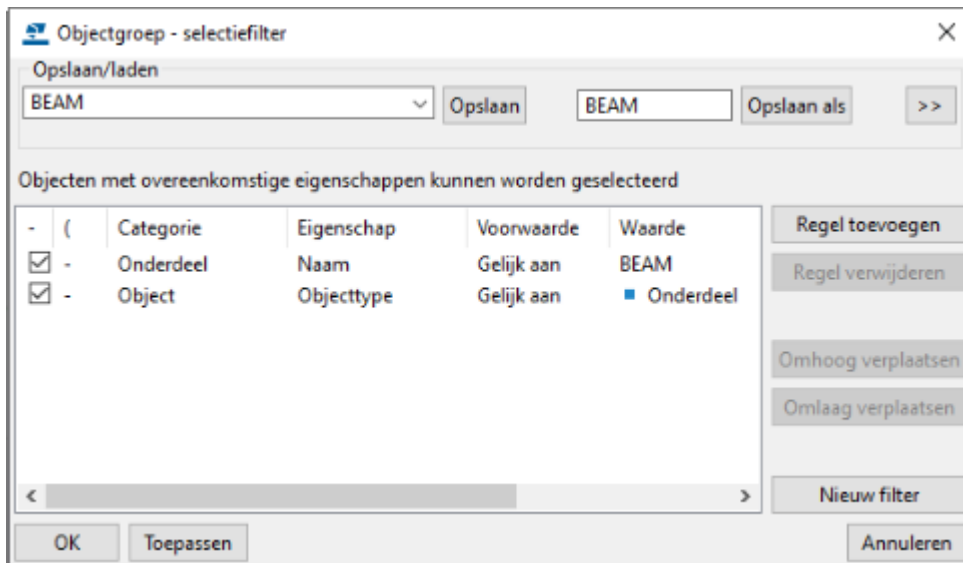 Objectgroep - selectiefilter
Opslaan/laden
BEAM Opslaan BEAM Opslaan als >>
Objecten met overeenkomstige eigenschappen kunnen worden geselecteerd
- ( Categorie Eigenschap Voorwaarde Waarde
- Onderdeel Naam Gelijk aan BEAM
- Object Objecttype Gelijk aan Onderdeel
Regel toevoegen
Regel verwijderen
Omhoog verplaatsen
Omlaag verplaatsen
Nieuw filter
OK Toepassen Annuleren